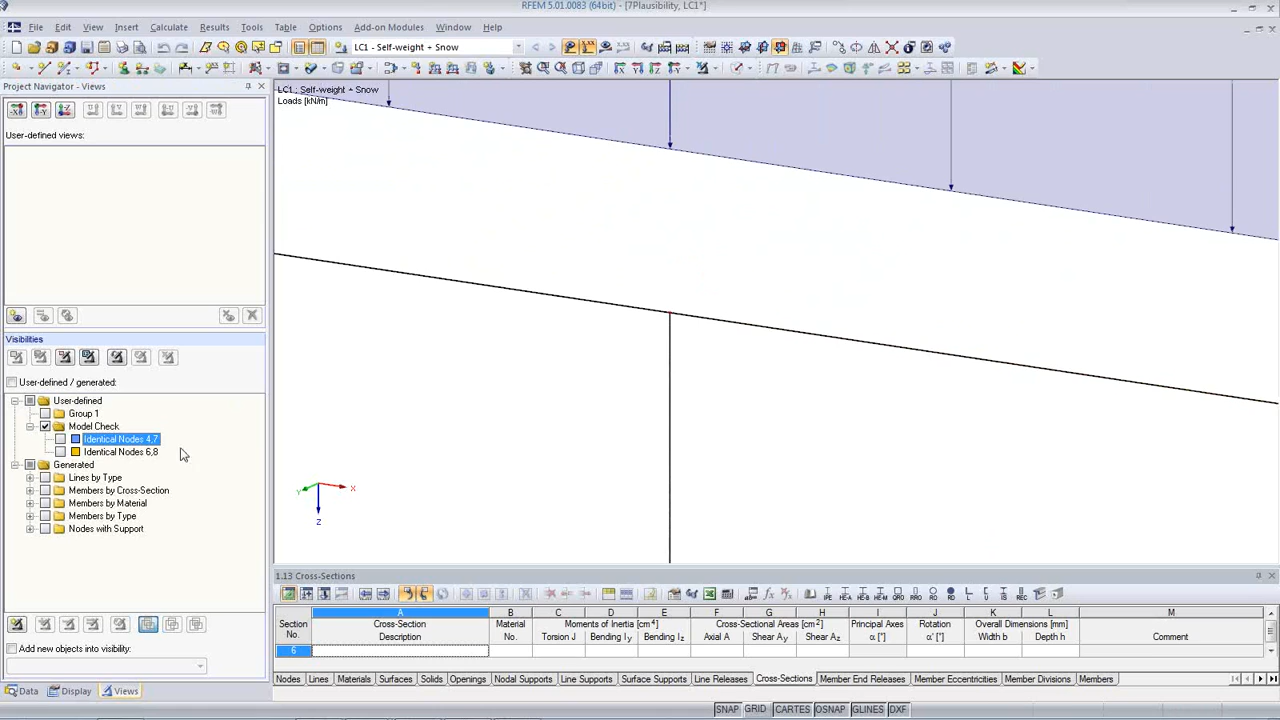 RFEM 5.01.0083 (64bit) - [7Plausibility, LC1*]
File Edit View Insert Calculate Results Tools Table Options Add-on Modules Window Help
LC1 - Self-weight + Snow
Project Navigator - Views
LC1 : Self-weight + Snow
Loads [kN/m]
User-defined views:
Visibilities
User-defined / generated:
User-defined
Group 1
Model Check
Identical Nodes 4,7
Identical Nodes 6,8
Generated
Lines by Type
Members by Cross-Section
Members by Material
Members by Type
Nodes with Support
X
Y
Z
Add new objects into visibility:
Data Display Views
1.13 Cross-Sections
A B C D E F G H I J K L M
Section No. Cross-Section Description Material No. Moments of Inertia [cm4] Torsion J Bending Iy Bending Iz Cross-Sectional Areas [cm2] Axial A Shear Ay Shear Az Principal Axes α [°] Rotation α' [°] Overall Dimensions [mm] Width b Depth h Comment
6
Nodes Lines Materials Surfaces Solids Openings Nodal Supports Line Supports Surface Supports Line Releases Cross-Sections Member End Releases Member Eccentricities Member Divisions Members
SNAP GRID CARTES OSNAP GLINES DXF